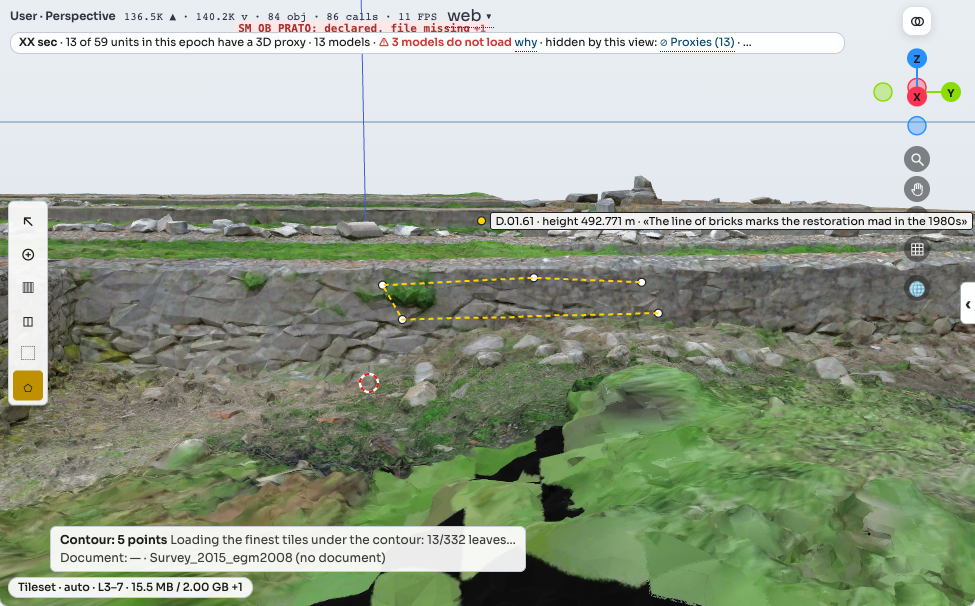 User · Perspective 136.5K ▲ · 140.2K v · 84 obj · 86 calls · 11 FPS web ▾
SM_OB_PRATO: declared, file missing
XX sec · 13 of 59 units in this epoch have a 3D proxy · 13 models · ⚠ 3 models do not load why · hidden by this view: ⊘ Proxies (13) · ...
Z
X
Y
D.01.61 · height 492.771 m · «The line of bricks marks the restoration mad in the 1980s»
Contour: 5 points Loading the finest tiles under the contour: 13/332 leaves...
Document: — · Survey_2015_egm2008 (no document)
Tileset · auto · L3–7 · 15.5 MB / 2.00 GB +1